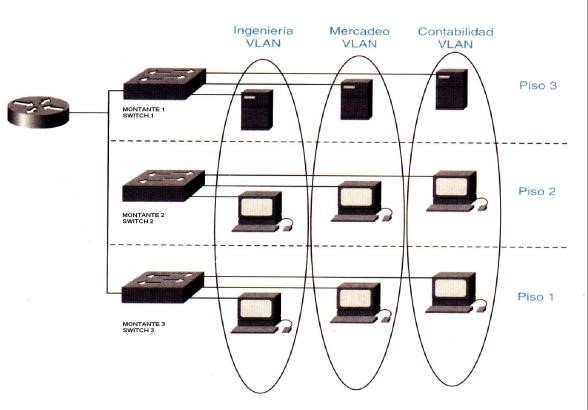 Ingeniería
VLAN
Mercadeo
VLAN
Contabilidad
VLAN
Piso 3
MONTANTE 1
SWITCH 1
Piso 2
MONTANTE 2
SWITCH 2
Piso 1
MONTANTE 3
SWITCH 3